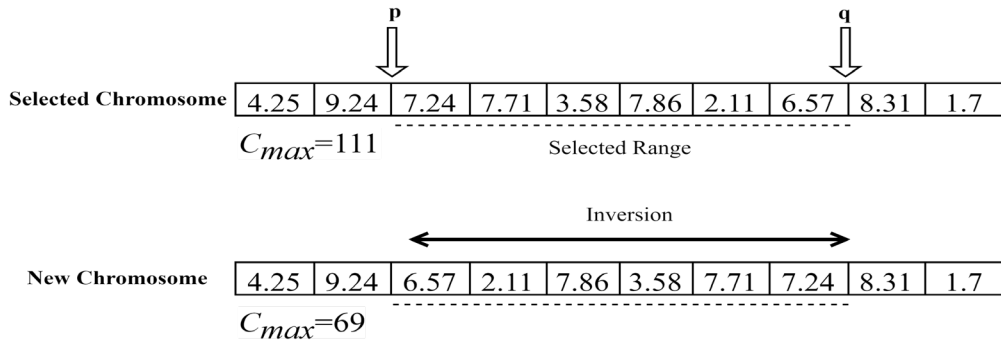 p q
Selected Chromosome 4.25 9.24 7.24 7.71 3.58 7.86 2.11 6.57 8.31 1.7
Cmax=111
Selected Range
Inversion
New Chromosome 4.25 9.24 6.57 2.11 7.86 3.58 7.71 7.24 8.31 1.7
Cmax=69